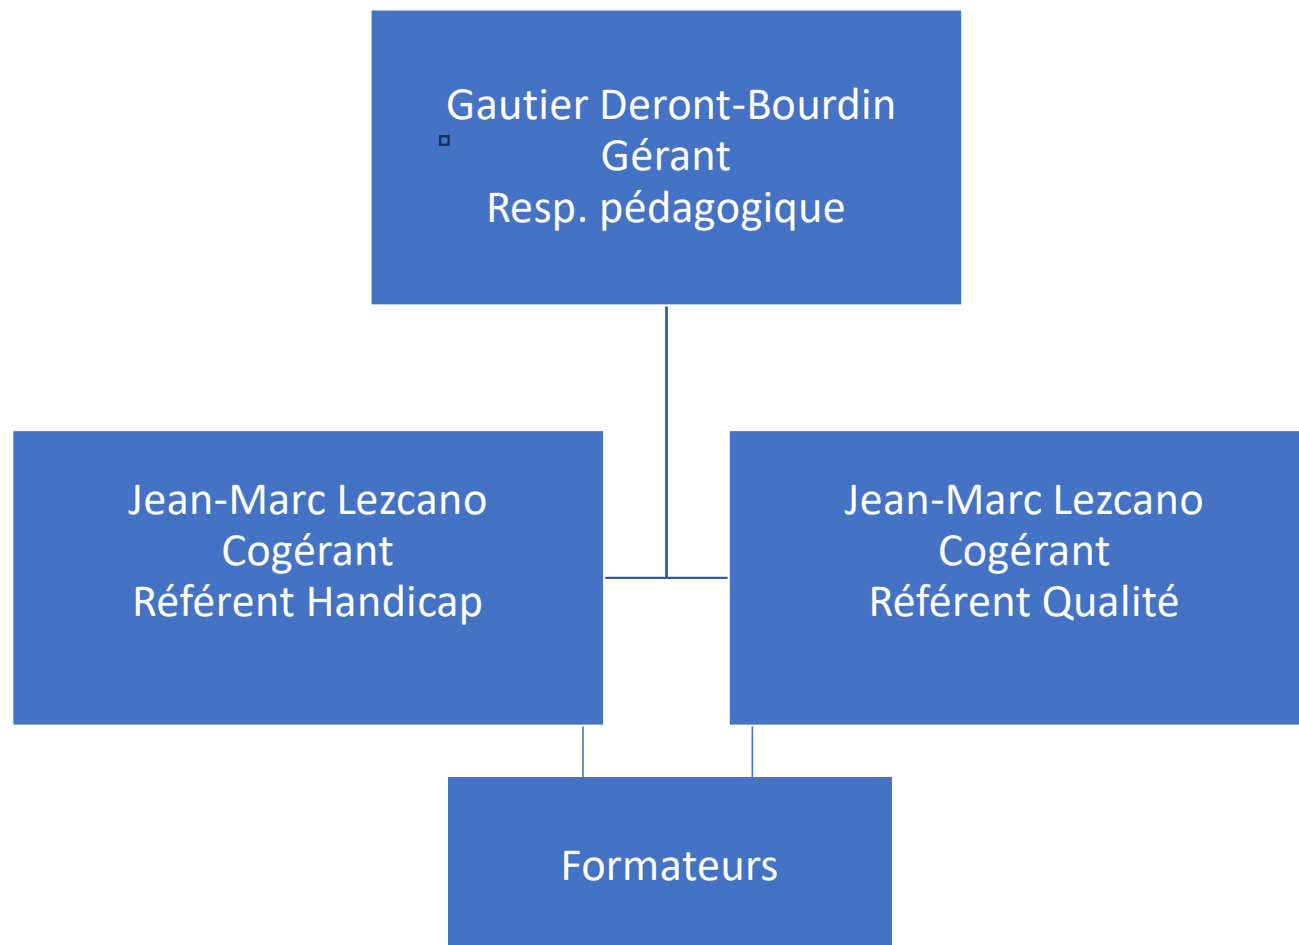 Gautier Deront-Bourdin
Gérant
Resp. pédagogique
Jean-Marc Lezcano
Cogérant
Référent Handicap
Jean-Marc Lezcano
Cogérant
Référent Qualité
Formateurs